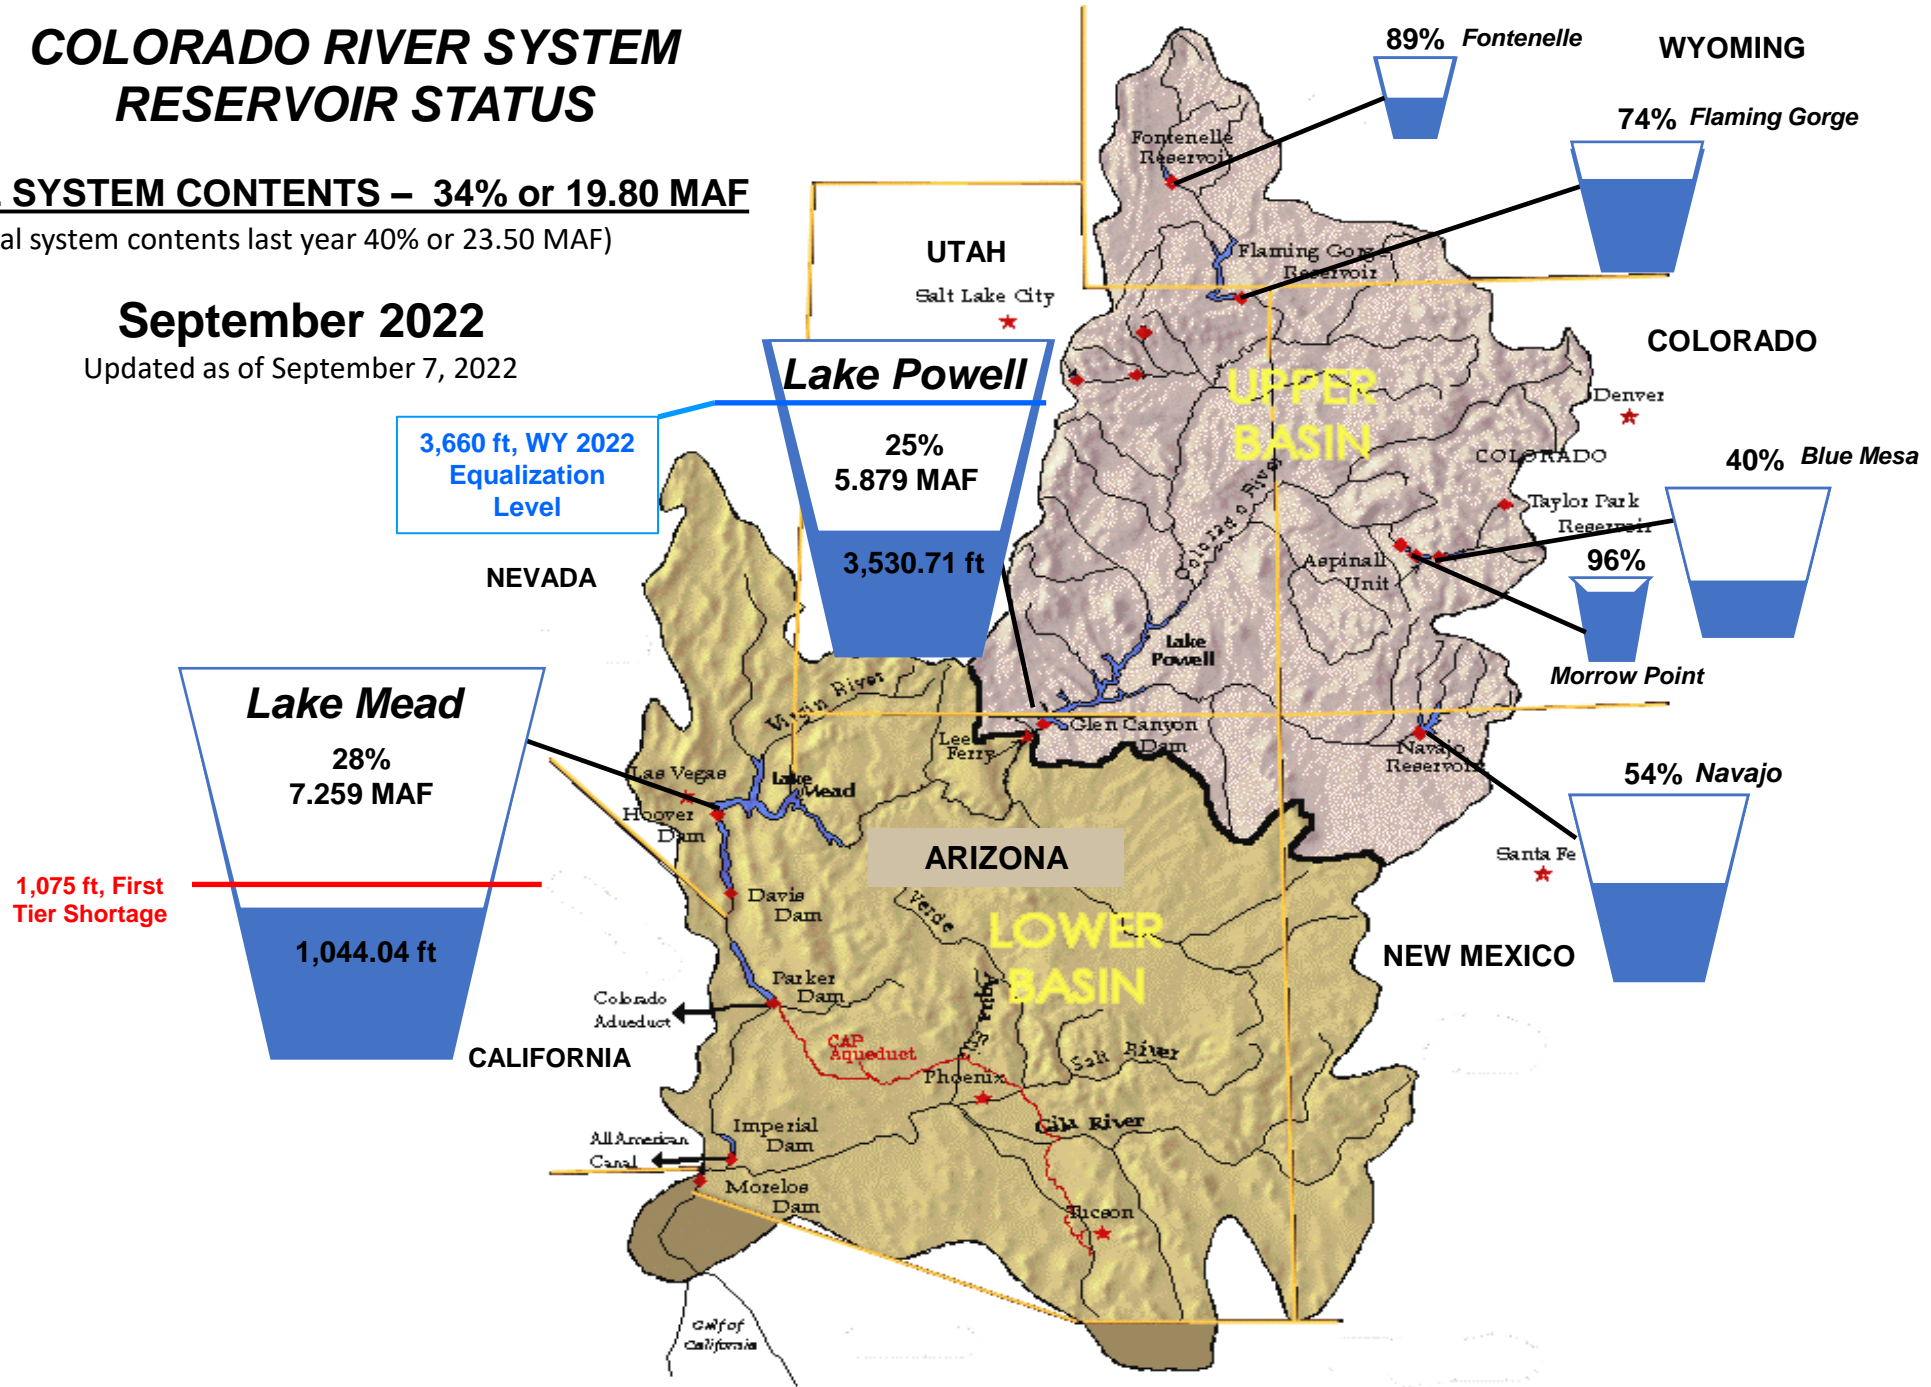 COLORADO RIVER SYSTEM
RESERVOIR STATUS
SYSTEM CONTENTS – 34% or 19.80 MAF
al system contents last year 40% or 23.50 MAF)
September 2022
Updated as of September 7, 2022
89% Fontenelle
WYOMING
74% Flaming Gorge
Fontenelle
Reservoir
UTAH
Salt Lake City
Flaming Gorge
Reservoir
COLORADO
Lake Powell
25%
5.879 MAF
3,530.71 ft
3,660 ft, WY 2022
Equalization
Level
UPPER
BASIN
Denver
COLORADO
40% Blue Mesa
Taylor Park
Reservoir
Colorado River
Aspinall
Unit
96%
Morrow Point
NEVADA
Lake
Powell
Lake Mead
28%
7.259 MAF
1,075 ft, First
Tier Shortage
1,044.04 ft
Virgin River
Lee
Ferry
Glen Canyon
Dam
Navajo
Reservoir
54% Navajo
Las Vegas
Lake
Mead
Hoover
Dam
ARIZONA
Santa Fe
Davis
Dam
Verde
LOWER
BASIN
NEW MEXICO
Parker
Dam
Aqua Fria
Colorado
Adueduct
CALIFORNIA
CAP
Aqueduct
Salt River
Phoenix
Gila River
Imperial
Dam
All American
Canal
Morelos
Dam
Tucson
Gulf of
California